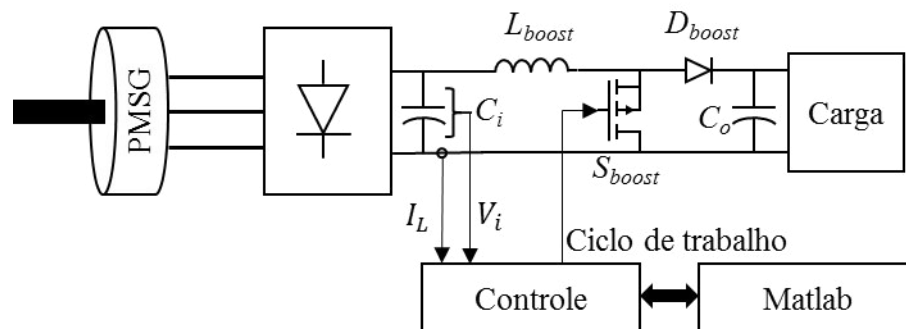 L_boost
D_boost
PMSG
C_i
C_o
Carga
S_boost
I_L
V_i
Ciclo de trabalho
Controle
Matlab